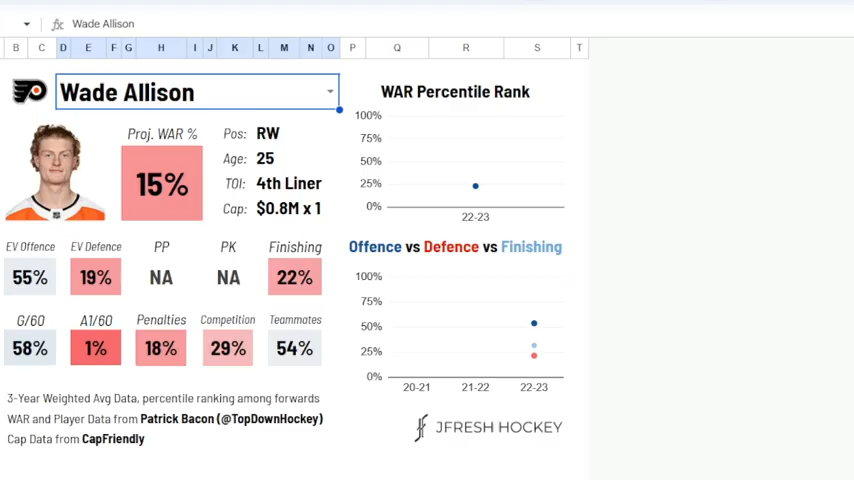 fx Wade Allison
B C D E F G H I J K L M N O P Q R S T
Wade Allison
Proj. WAR %
15%
Pos: RW
Age: 25
TOI: 4th Liner
Cap: $0.8M x 1
EV Offence EV Defence PP PK Finishing
55% 19% NA NA 22%
G/60 A1/60 Penalties Competition Teammates
58% 1% 18% 29% 54%
3-Year Weighted Avg Data, percentile ranking among forwards
WAR and Player Data from Patrick Bacon (@TopDownHockey)
Cap Data from CapFriendly
WAR Percentile Rank
100%
75%
50%
25%
0%
22-23
Offence vs Defence vs Finishing
100%
75%
50%
25%
0%
20-21 21-22 22-23
JFRESH HOCKEY